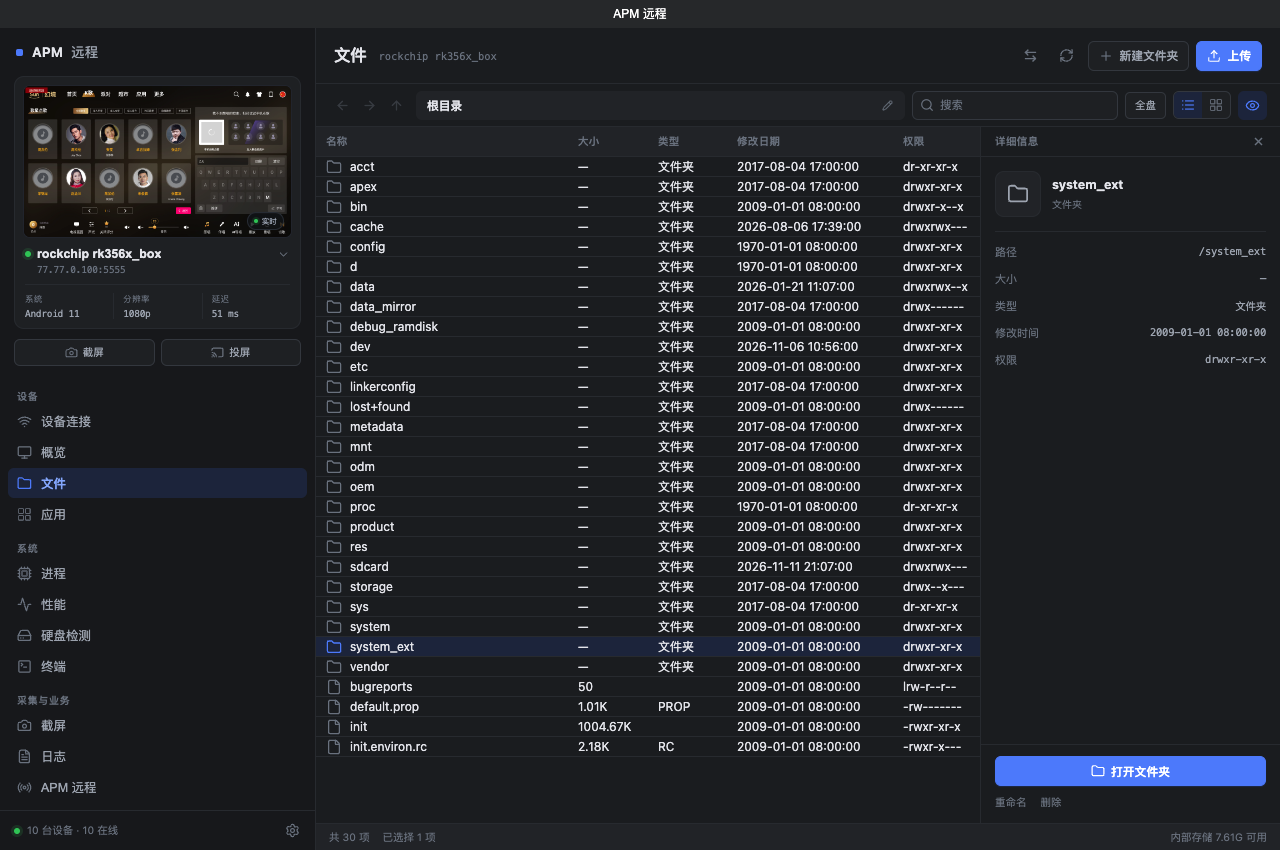 APM 远程
APM 远程
首页
更多
实时
rockchip rk356x_box
77.77.0.100:5555
系统 分辨率 延迟
Android 11 1080p 51 ms
截屏 投屏
设备
设备连接
概览
文件
应用
系统
进程
性能
硬盘检测
终端
采集与业务
截屏
日志
APM 远程
10 台设备 · 10 在线
文件 rockchip rk356x_box
新建文件夹 上传
根目录 搜索 全盘
名称 大小 类型 修改日期 权限
acct — 文件夹 2017-08-04 17:00:00 dr-xr-xr-x
apex — 文件夹 2017-08-04 17:00:00 drwxr-xr-x
bin — 文件夹 2009-01-01 08:00:00 drwxr-x--x
cache — 文件夹 2026-08-06 17:39:00 drwxrwx---
config — 文件夹 1970-01-01 08:00:00 drwxr-xr-x
d — 文件夹 1970-01-01 08:00:00 drwxr-xr-x
data — 文件夹 2026-01-21 11:07:00 drwxrwx--x
data_mirror — 文件夹 2017-08-04 17:00:00 drwx------
debug_ramdisk — 文件夹 2009-01-01 08:00:00 drwxr-xr-x
dev — 文件夹 2026-11-06 10:56:00 drwxr-xr-x
etc — 文件夹 2009-01-01 08:00:00 drwxr-xr-x
linkerconfig — 文件夹 2017-08-04 17:00:00 drwxr-xr-x
lost+found — 文件夹 2009-01-01 08:00:00 drwx------
metadata — 文件夹 2017-08-04 17:00:00 drwxr-xr-x
mnt — 文件夹 2017-08-04 17:00:00 drwxr-xr-x
odm — 文件夹 2009-01-01 08:00:00 drwxr-xr-x
oem — 文件夹 2009-01-01 08:00:00 drwxr-xr-x
proc — 文件夹 1970-01-01 08:00:00 dr-xr-xr-x
product — 文件夹 2009-01-01 08:00:00 drwxr-xr-x
res — 文件夹 2009-01-01 08:00:00 drwxr-xr-x
sdcard — 文件夹 2026-11-11 21:07:00 drwxrwx---
storage — 文件夹 2017-08-04 17:00:00 drwx--x---
sys — 文件夹 2017-08-04 17:00:00 dr-xr-xr-x
system — 文件夹 2009-01-01 08:00:00 drwxr-xr-x
system_ext — 文件夹 2009-01-01 08:00:00 drwxr-xr-x
vendor — 文件夹 2009-01-01 08:00:00 drwxr-xr-x
bugreports 50 2009-01-01 08:00:00 lrw-r--r--
default.prop 1.01K PROP 2009-01-01 08:00:00 -rw-------
init 1004.67K 2009-01-01 08:00:00 -rwxr-xr-x
init.environ.rc 2.18K RC 2009-01-01 08:00:00 -rwxr-x---
共 30 项 已选择 1 项
详细信息
system_ext
文件夹
路径 /system_ext
大小 —
类型 文件夹
修改时间 2009-01-01 08:00:00
权限 drwxr-xr-x
打开文件夹
重命名 删除
内部存储 7.61G 可用